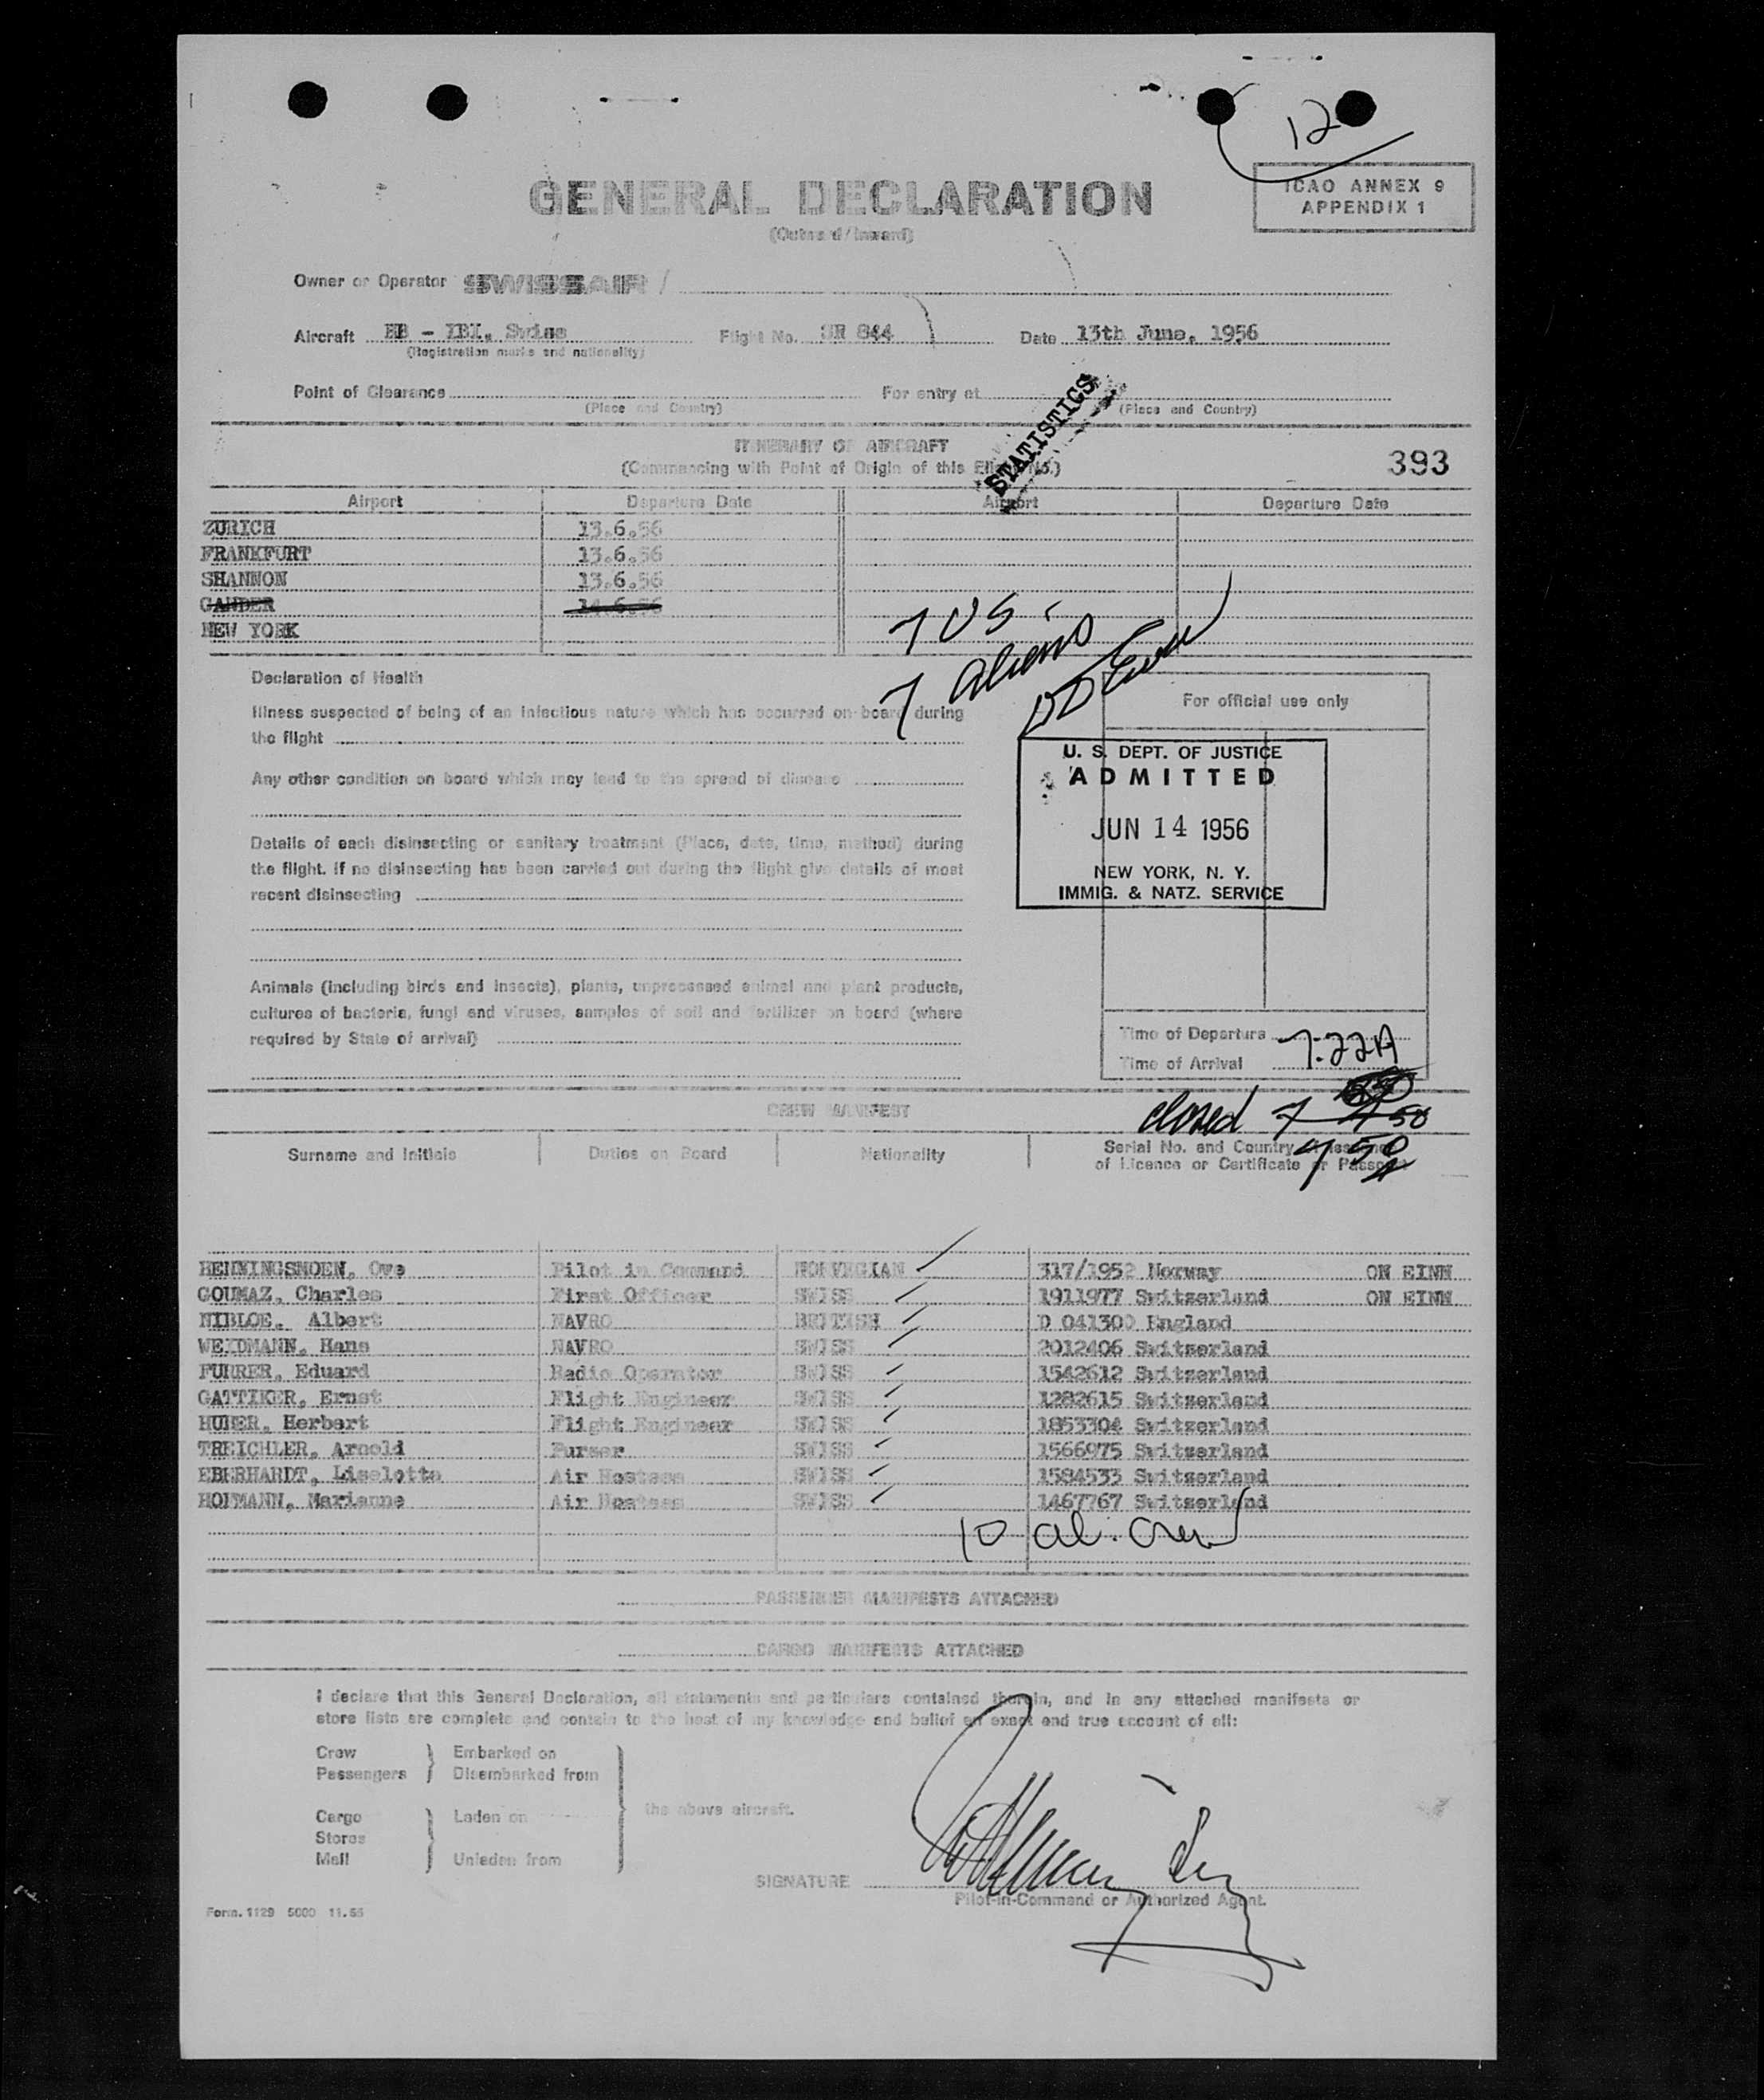 12
GENERAL DECLARATION
(Outward/Inward)
ICAO ANNEX 9
APPENDIX 1
Owner or Operator SWISSAIR /
Aircraft HB - IBI, Swiss Flight No. SR 844 Date 13th June, 1956
(Registration marks and nationality)
Point of Clearance For entry at
(Place and Country) (Place and Country)
STATISTICS
ITINERARY OF AIRCRAFT
(Commencing with Point of Origin of this Flight No.)
393
Airport Departure Date Airport Departure Date
ZURICH 13.6.56
FRANKFURT 13.6.56
SHANNON 13.6.56
GANDER 14.6.56
NEW YORK
7 US
7 aliens
Declaration of Health
For official use only
Illness suspected of being of an infectious nature which has occurred on board during
the flight
Any other condition on board which may lead to the spread of disease
U. S. DEPT. OF JUSTICE
ADMITTED
JUN 14 1956
NEW YORK, N. Y.
IMMIG. & NATZ. SERVICE
Details of each disinsecting or sanitary treatment (Place, date, time, method) during
the flight. If no disinsecting has been carried out during the flight give details of most
recent disinsecting
Animals (including birds and insects), plants, unprocessed animal and plant products,
cultures of bacteria, fungi and viruses, samples of soil and fertilizer on board (where
required by State of arrival)
Time of Departure
Time of Arrival 7:22A
closed 7 50
750
CREW MANIFEST
Surname and Initials Duties on Board Nationality Serial No. and Country of Issuance
of Licence or Certificate or Passport
HENNINGSMOEN, Ove Pilot in Command NORVEGIAN 317/1952 Norway ON EINN
GOUMAZ, Charles First Officer SWISS 1911977 Switzerland ON EINN
NIBLOE, Albert NAVRO BRITISH D 041300 England
WEIDMANN, Hans NAVRO SWISS 2012406 Switzerland
FURRER, Eduard Radio Operator SWISS 1542612 Switzerland
GATTIKER, Ernst Flight Engineer SWISS 1282615 Switzerland
HUBER, Herbert Flight Engineer SWISS 1853304 Switzerland
TREICHLER, Arnold Purser SWISS 1566975 Switzerland
EBERHARDT, Liselotte Air Hostess SWISS 1584533 Switzerland
HOFMANN, Marianne Air Hostess SWISS 1467767 Switzerland
10 al. crew
PASSENGER MANIFESTS ATTACHED
CARGO MANIFESTS ATTACHED
I declare that this General Declaration, all statements and particulars contained therein, and in any attached manifests or
store lists are complete and contain to the best of my knowledge and belief an exact and true account of all:
Crew Embarked on
Passengers Disembarked from
the above aircraft.
Cargo Laden on
Stores
Mail Unladen from
SIGNATURE
Pilot-in-Command or Authorized Agent.
Form. 1129 5000 11.55